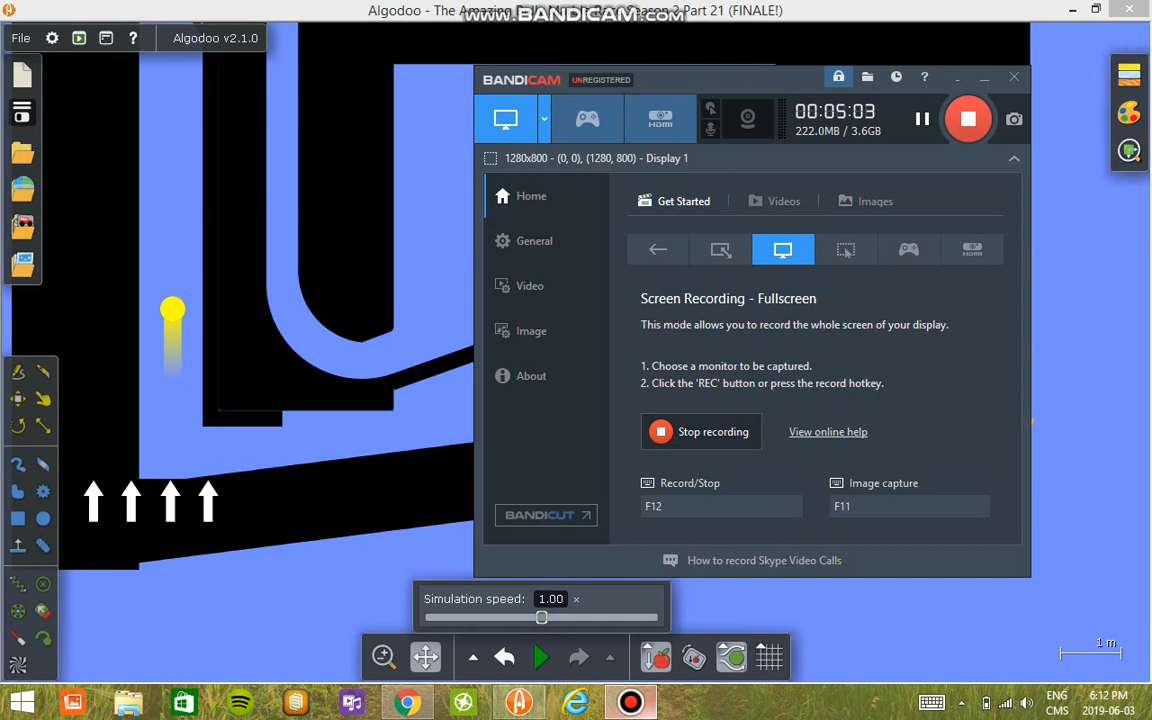 Algodoo - The Amazing
Season 2 Part 21 (FINALE!)
www.BANDICAM.com
File
Algodoo v2.1.0
BANDICAM UNREGISTERED
00:05:03
222.0MB / 3.6GB
HDMI
1280x800 - (0, 0), (1280, 800) - Display 1
Home
General
Video
Image
About
Get Started
Videos
Images
HDMI
Screen Recording - Fullscreen
This mode allows you to record the whole screen of your display.
1. Choose a monitor to be captured.
2. Click the 'REC' button or press the record hotkey.
Stop recording
View online help
Record/Stop
Image capture
F12
F11
BANDICUT
How to record Skype Video Calls
Simulation speed: 1.00 ×
1 m
ENG
CMS
6:12 PM
2019-06-03